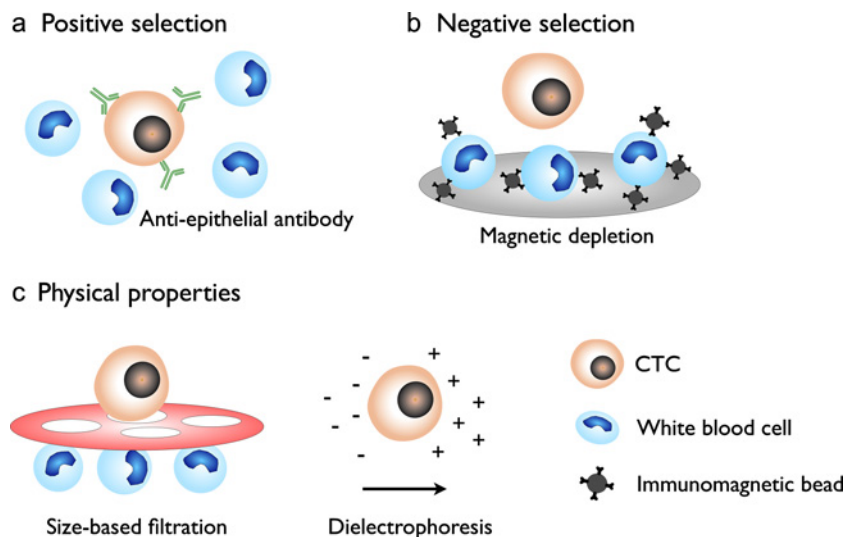 a Positive selection
b Negative selection
Anti-epithelial antibody
Magnetic depletion
c Physical properties
- - - - - - - + + + + + + +
CTC
White blood cell
Immunomagnetic bead
Size-based filtration
Dielectrophoresis